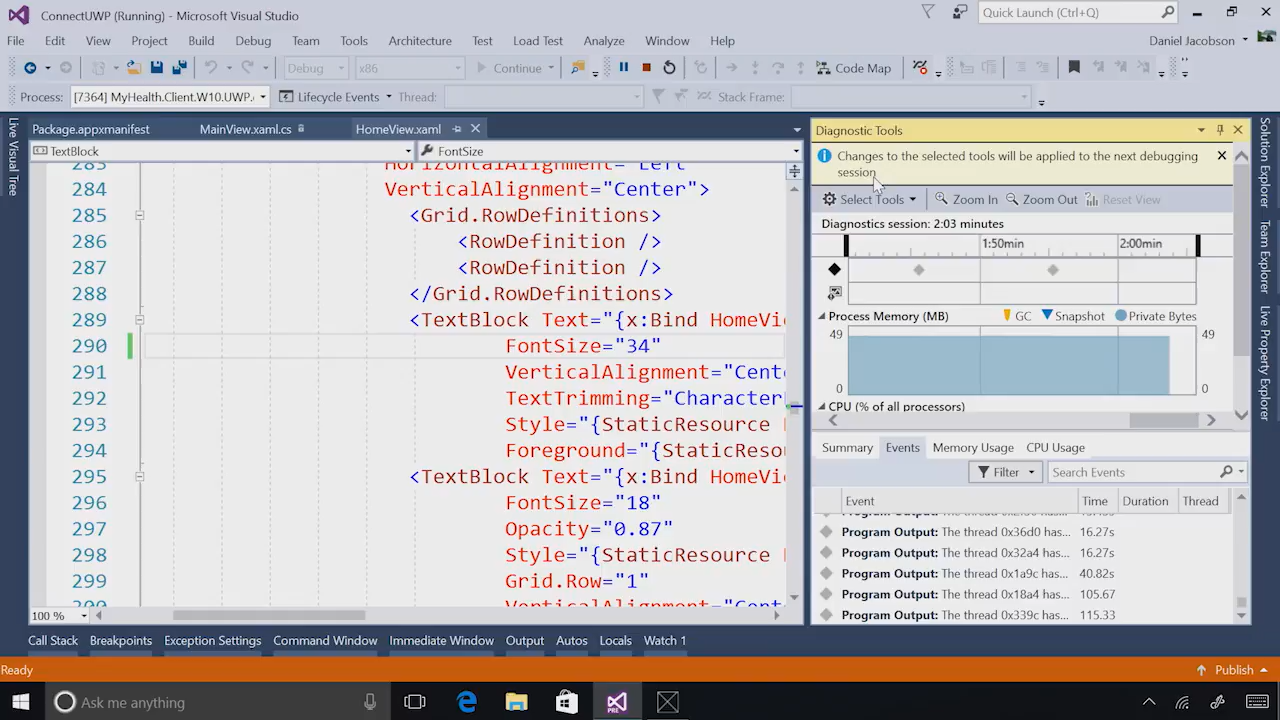 ConnectUWP (Running) - Microsoft Visual Studio
Quick Launch (Ctrl+Q)
File Edit View Project Build Debug Team Tools Architecture Test Load Test Analyze Window Help
Daniel Jacobson
Debug x86 Continue Code Map
Process: [7364] MyHealth.Client.W10.UWP. Lifecycle Events Thread: Stack Frame:
Live Visual Tree
Package.appxmanifest MainView.xaml.cs HomeView.xaml
TextBlock FontSize
283 HorizontalAlignment="Left"
284 VerticalAlignment="Center">
285 <Grid.RowDefinitions>
286 <RowDefinition />
287 <RowDefinition />
288 </Grid.RowDefinitions>
289 <TextBlock Text="{x:Bind HomeVi
290 FontSize="34"
291 VerticalAlignment="Cent
292 TextTrimming="Character
293 Style="{StaticResource
294 Foreground="{StaticReso
295 <TextBlock Text="{x:Bind HomeVi
296 FontSize="18"
297 Opacity="0.87"
298 Style="{StaticResource
299 Grid.Row="1"
300 VerticalAlignment="Cent
100 %
Diagnostic Tools
Changes to the selected tools will be applied to the next debugging
session
Select Tools Zoom In Zoom Out Reset View
Diagnostics session: 2:03 minutes
1:50min 2:00min
Process Memory (MB) GC Snapshot Private Bytes
49 49
0 0
CPU (% of all processors)
Summary Events Memory Usage CPU Usage
Filter Search Events
Event Time Duration Thread
Program Output: The thread 0x36d0 has... 16.27s
Program Output: The thread 0x32a4 has... 16.27s
Program Output: The thread 0x1a9c has... 40.82s
Program Output: The thread 0x18a4 has... 105.67
Program Output: The thread 0x339c has... 115.33
Solution Explorer
Team Explorer
Live Property Explorer
Call Stack Breakpoints Exception Settings Command Window Immediate Window Output Autos Locals Watch 1
Ready
Publish
Ask me anything
PRE